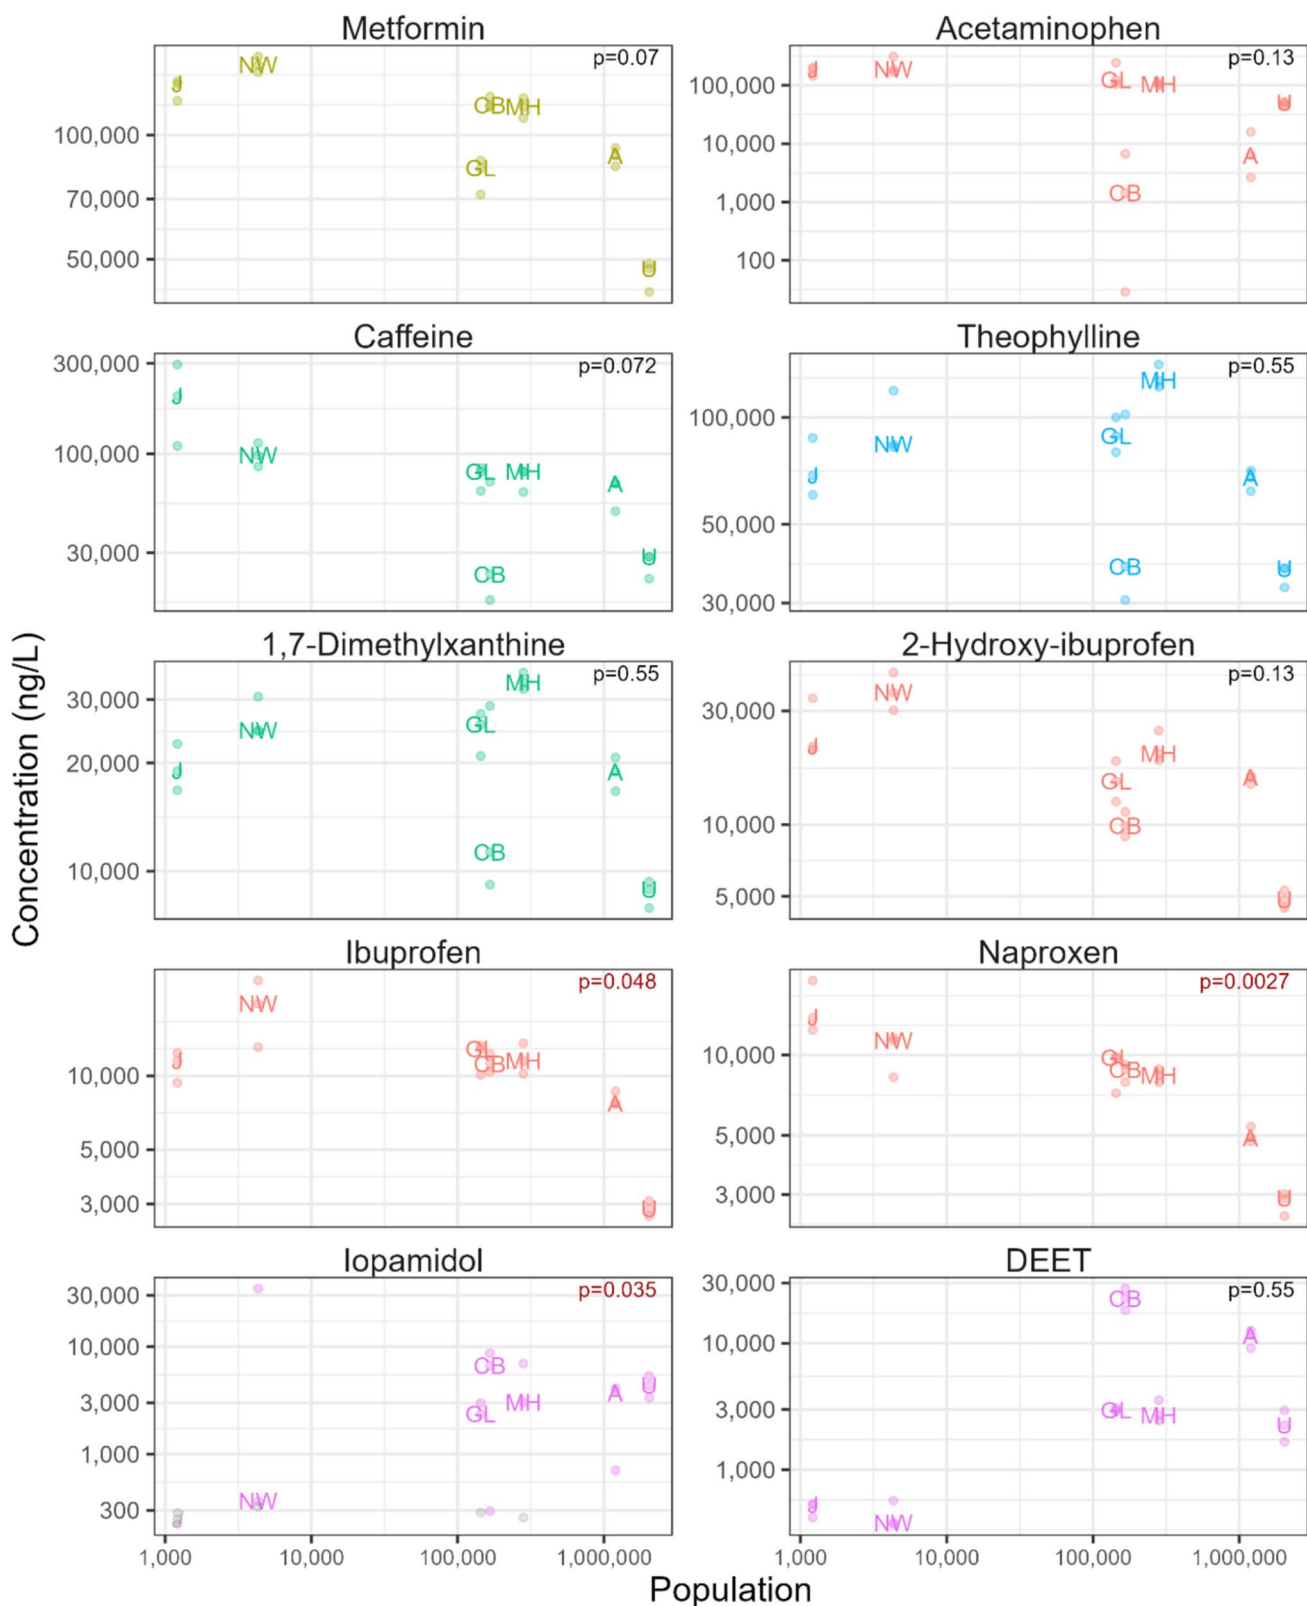 Metformin
p=0.07
100,000
70,000
50,000
J
NW
GL
CB
MH
A
U
Acetaminophen
p=0.13
100,000
10,000
1,000
100
J
NW
GL
CB
MH
A
U
Caffeine
p=0.072
300,000
100,000
30,000
J
NW
GL
CB
MH
A
U
Theophylline
p=0.55
100,000
50,000
30,000
J
NW
GL
CB
MH
A
U
1,7-Dimethylxanthine
p=0.55
30,000
20,000
10,000
J
NW
GL
CB
MH
A
U
2-Hydroxy-ibuprofen
p=0.13
30,000
10,000
5,000
J
NW
GL
CB
MH
A
U
Ibuprofen
p=0.048
10,000
5,000
3,000
J
NW
GL
CB
MH
A
U
Naproxen
p=0.0027
10,000
5,000
3,000
J
NW
GL
CB
MH
A
U
Iopamidol
p=0.035
30,000
10,000
3,000
1,000
300
J
NW
GL
CB
MH
A
U
DEET
p=0.55
30,000
10,000
3,000
1,000
J
NW
GL
CB
MH
A
U
1,000 10,000 100,000 1,000,000
1,000 10,000 100,000 1,000,000
Population
Concentration (ng/L)